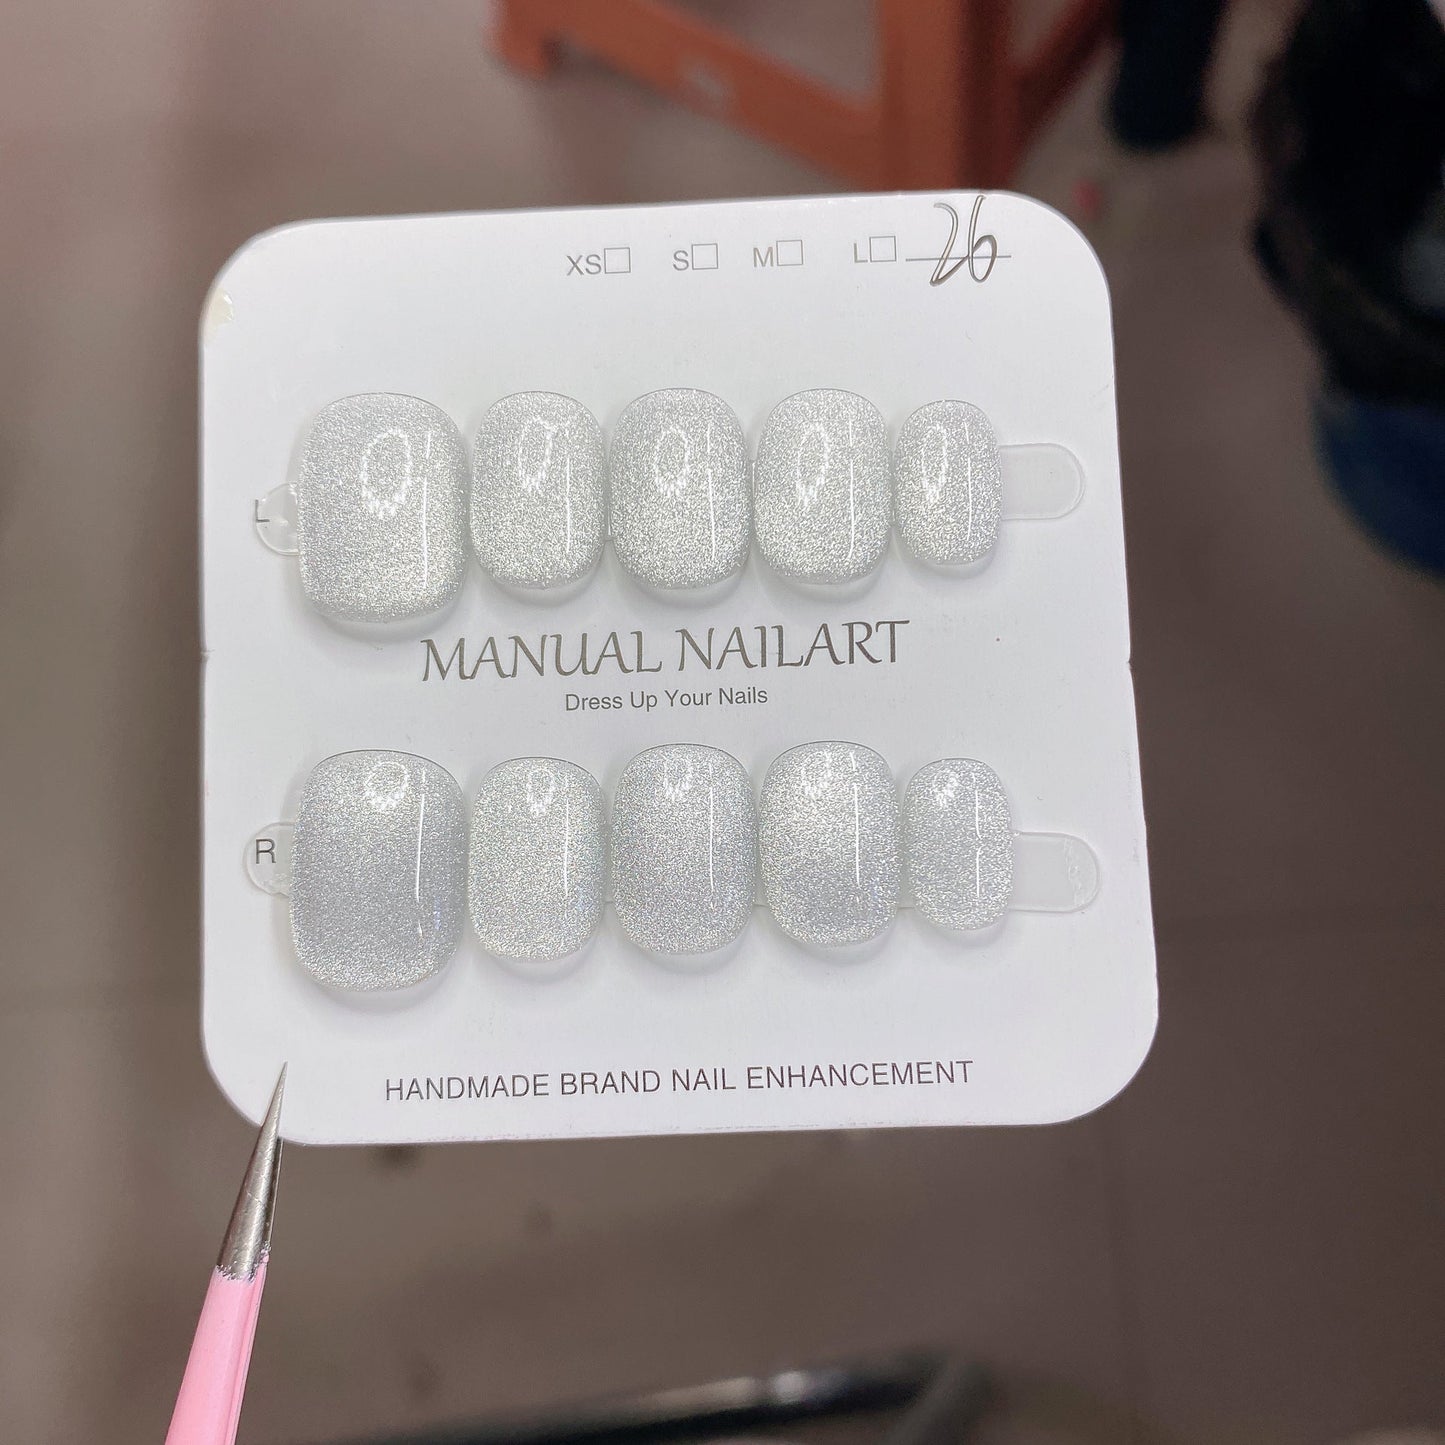 XS□ S□ M□ L□ 26
L
MANUAL NAILART
Dress Up Your Nails
R
HANDMADE BRAND NAIL ENHANCEMENT